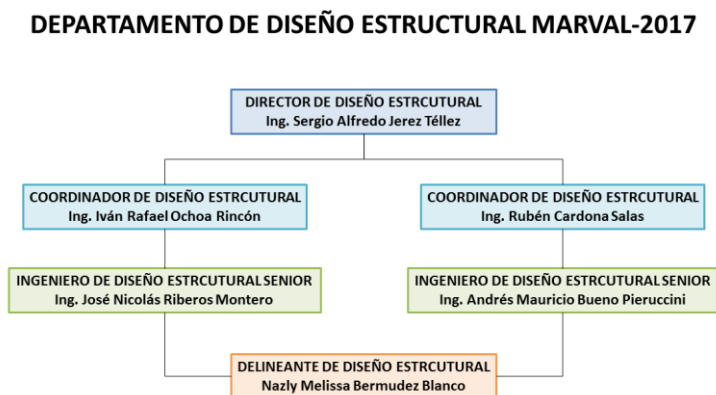 DEPARTAMENTO DE DISEÑO ESTRUCTURAL MARVAL-2017
DIRECTOR DE DISEÑO ESTRCUTURAL
Ing. Sergio Alfredo Jerez Téllez
COORDINADOR DE DISEÑO ESTRCUTURAL
Ing. Iván Rafael Ochoa Rincón
COORDINADOR DE DISEÑO ESTRCUTURAL
Ing. Rubén Cardona Salas
INGENIERO DE DISEÑO ESTRCUTURAL SENIOR
Ing. José Nicolás Riberos Montero
INGENIERO DE DISEÑO ESTRCUTURAL SENIOR
Ing. Andrés Mauricio Bueno Pieruccini
DELINEANTE DE DISEÑO ESTRCUTURAL
Nazly Melissa Bermudez Blanco